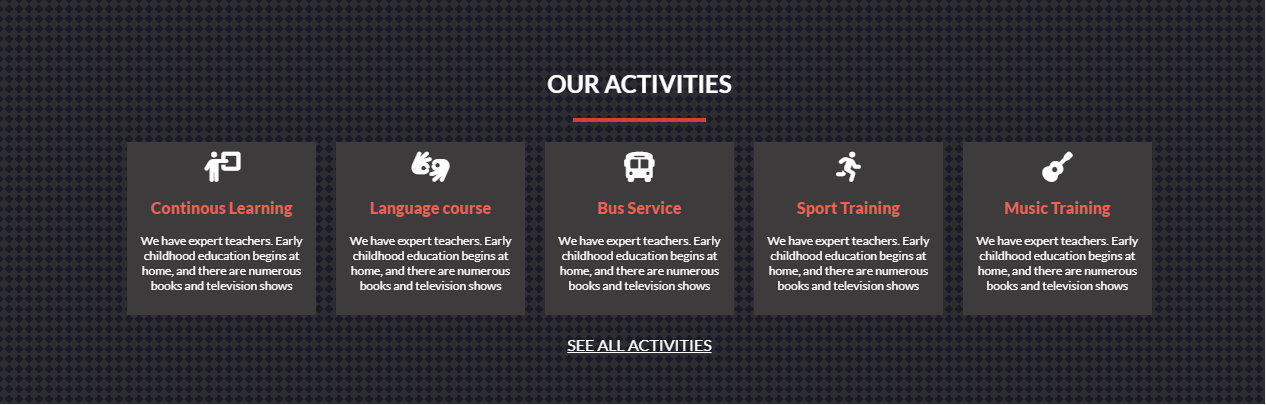 OUR ACTIVITIES
Continous Learning
We have expert teachers. Early
childhood education begins at
home, and there are numerous
books and television shows
Language course
We have expert teachers. Early
childhood education begins at
home, and there are numerous
books and television shows
Bus Service
We have expert teachers. Early
childhood education begins at
home, and there are numerous
books and television shows
Sport Training
We have expert teachers. Early
childhood education begins at
home, and there are numerous
books and television shows
Music Training
We have expert teachers. Early
childhood education begins at
home, and there are numerous
books and television shows
SEE ALL ACTIVITIES